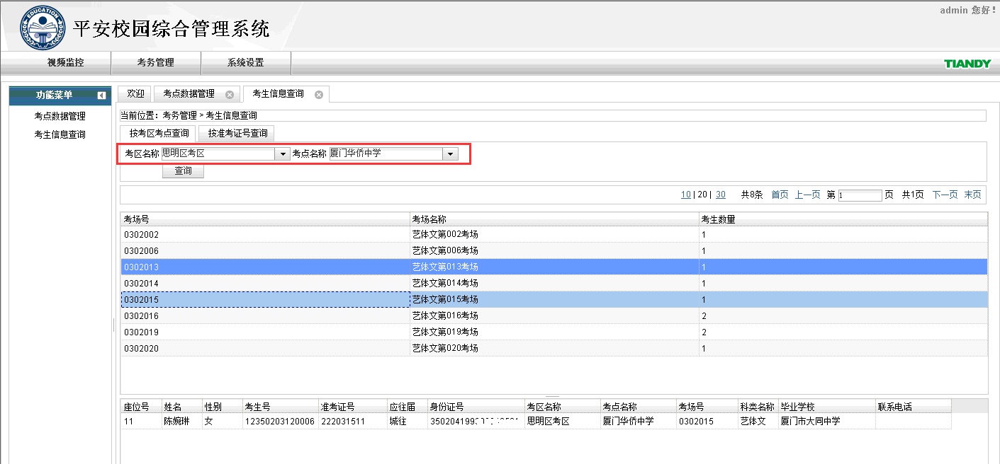 admin 您好!
EDUCATION
平安校园综合管理系统
视频监控 考务管理 系统设置
TIANDY
功能菜单
考点数据管理
考生信息查询
欢迎 考点数据管理 考生信息查询
当前位置：考务管理 > 考生信息查询
按考区考点查询 按准考证号查询
考区名称 思明区考区 考点名称 厦门华侨中学
查询
10 | 20 | 30 共8条 首页 上一页 第 1 页 共1页 下一页 末页
考场号 考场名称 考生数量
0302002 艺体文第002考场 1
0302006 艺体文第006考场 1
0302013 艺体文第013考场 1
0302014 艺体文第014考场 1
0302015 艺体文第015考场 1
0302016 艺体文第016考场 2
0302019 艺体文第019考场 2
0302020 艺体文第020考场 1
座位号 姓名 性别 考生号 准考证号 应往届 身份证号 考区名称 考点名称 考场号 科类名称 毕业学校 联系电话
11 陈婉琳 女 12350203120006 222031511 城往 思明区考区 厦门华侨中学 0302015 艺体文 厦门市大同中学